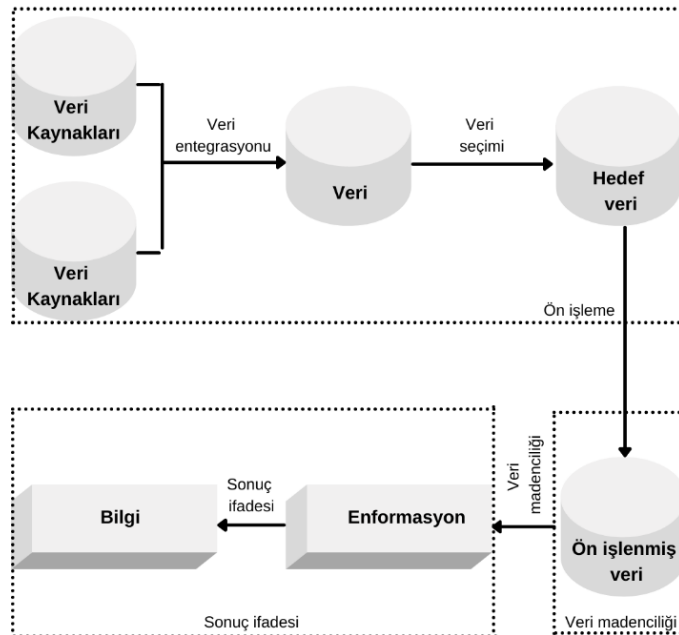 Veri
Kaynakları
Veri
entegrasyonu
Veri
Veri
seçimi
Hedef
veri
Veri
Kaynakları
Ön işleme
Veri
madenciliği
Sonuç
ifadesi
Bilgi
Enformasyon
Ön işlenmiş
veri
Sonuç ifadesi
Veri madenciliği